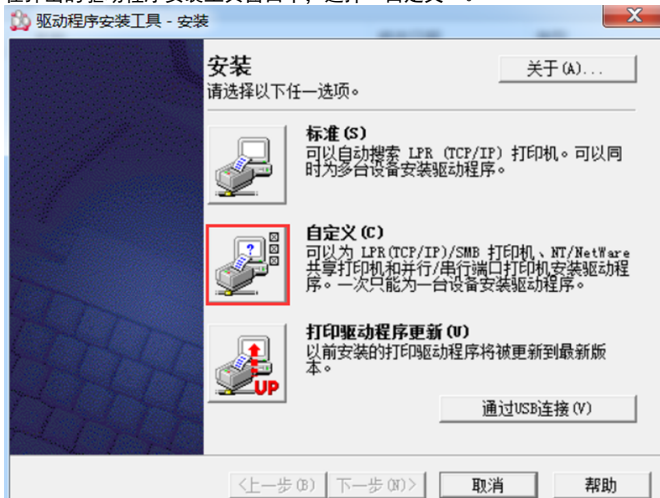 驱动程序安装工具 - 安装
安装
关于(A)...
请选择以下任一选项。
标准(S)
可以自动搜索 LPR (TCP/IP) 打印机。可以同
时为多台设备安装驱动程序。
自定义(C)
可以为 LPR(TCP/IP)/SMB 打印机、NT/NetWare
共享打印机和并行/串行端口打印机安装驱动程
序。一次只能为一台设备安装驱动程序。
打印驱动程序更新(U)
以前安装的打印驱动程序将被更新到最新版
本。
UP
通过USB连接(V)
<上一步(B)
下一步(N)>
取消
帮助